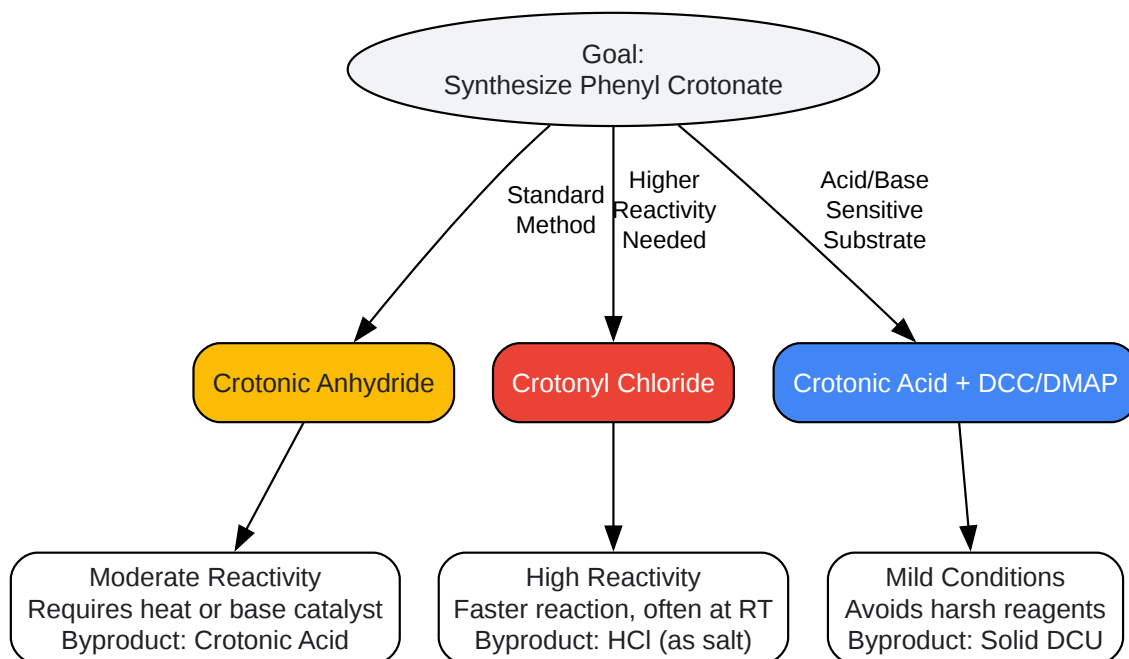 Goal:
Synthesize Phenyl Crotonate
Standard
Method
Higher
Reactivity
Needed
Acid/Base
Sensitive
Substrate
Crotonic Anhydride
Crotonyl Chloride
Crotonic Acid + DCC/DMAP
Moderate Reactivity
Requires heat or base catalyst
Byproduct: Crotonic Acid
High Reactivity
Faster reaction, often at RT
Byproduct: HCl (as salt)
Mild Conditions
Avoids harsh reagents
Byproduct: Solid DCU